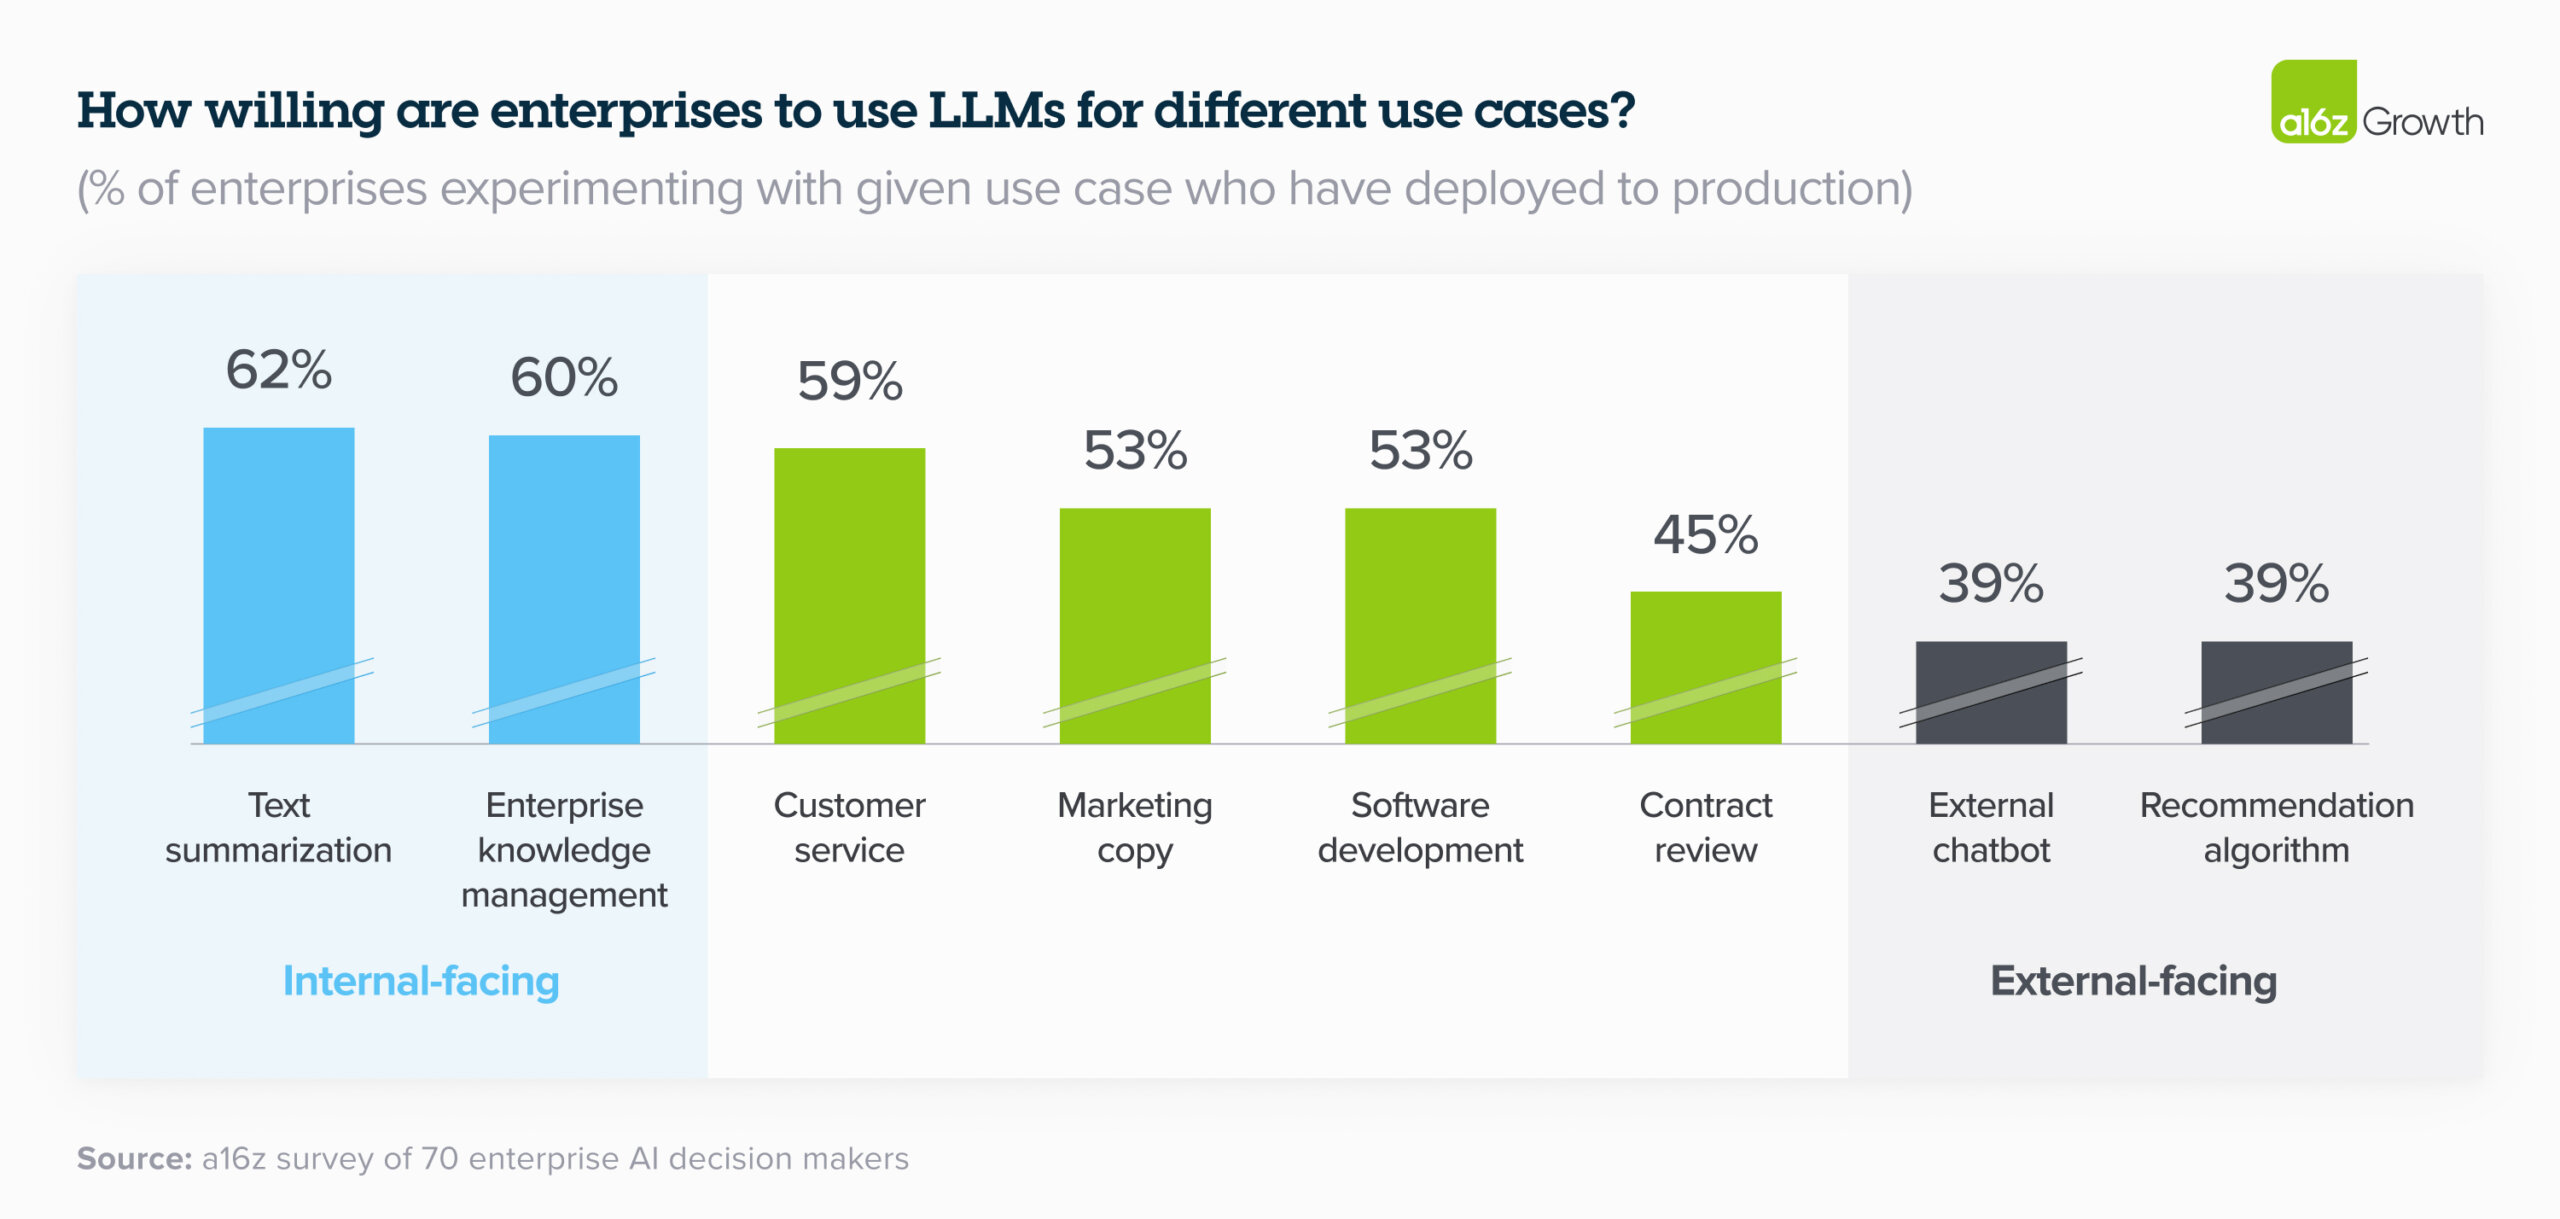 How willing are enterprises to use LLMs for different use cases?
a16z Growth
(% of enterprises experimenting with given use case who have deployed to production)
62%
60%
59%
53%
53%
45%
39%
39%
Text
summarization
Enterprise
knowledge
management
Customer
service
Marketing
copy
Software
development
Contract
review
External
chatbot
Recommendation
algorithm
Internal-facing
External-facing
Source: a16z survey of 70 enterprise AI decision makers